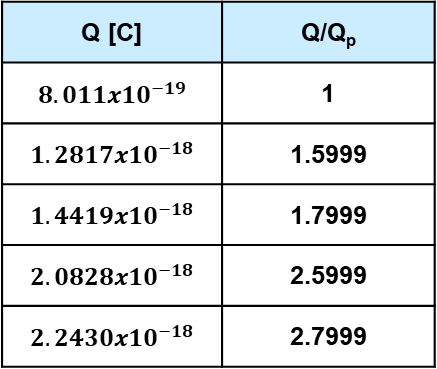 Q [C] Q/Qₚ
8.011x10⁻¹⁹ 1
1.2817x10⁻¹⁸ 1.5999
1.4419x10⁻¹⁸ 1.7999
2.0828x10⁻¹⁸ 2.5999
2.2430x10⁻¹⁸ 2.7999